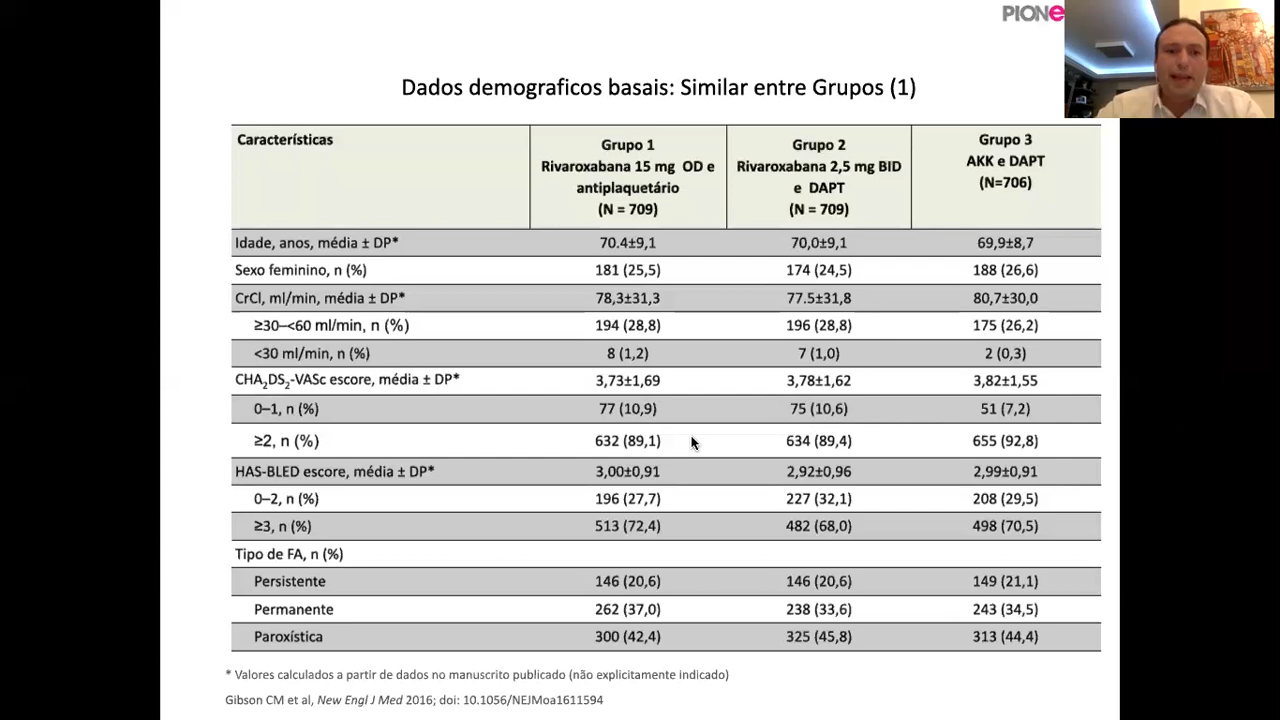 PIONE
Dados demograficos basais: Similar entre Grupos (1)
Características
Grupo 1
Rivaroxabana 15 mg OD e
antiplaquetário
(N = 709)
Grupo 2
Rivaroxabana 2,5 mg BID
e DAPT
(N = 709)
Grupo 3
AKK e DAPT
(N=706)
Idade, anos, média ± DP* 70.4±9,1 70,0±9,1 69,9±8,7
Sexo feminino, n (%) 181 (25,5) 174 (24,5) 188 (26,6)
CrCl, ml/min, média ± DP* 78,3±31,3 77.5±31,8 80,7±30,0
≥30–<60 ml/min, n (%) 194 (28,8) 196 (28,8) 175 (26,2)
<30 ml/min, n (%) 8 (1,2) 7 (1,0) 2 (0,3)
CHA₂DS₂-VASc escore, média ± DP* 3,73±1,69 3,78±1,62 3,82±1,55
0–1, n (%) 77 (10,9) 75 (10,6) 51 (7,2)
≥2, n (%) 632 (89,1) 634 (89,4) 655 (92,8)
HAS-BLED escore, média ± DP* 3,00±0,91 2,92±0,96 2,99±0,91
0–2, n (%) 196 (27,7) 227 (32,1) 208 (29,5)
≥3, n (%) 513 (72,4) 482 (68,0) 498 (70,5)
Tipo de FA, n (%)
Persistente 146 (20,6) 146 (20,6) 149 (21,1)
Permanente 262 (37,0) 238 (33,6) 243 (34,5)
Paroxística 300 (42,4) 325 (45,8) 313 (44,4)
* Valores calculados a partir de dados no manuscrito publicado (não explicitamente indicado)
Gibson CM et al, New Engl J Med 2016; doi: 10.1056/NEJMoa1611594